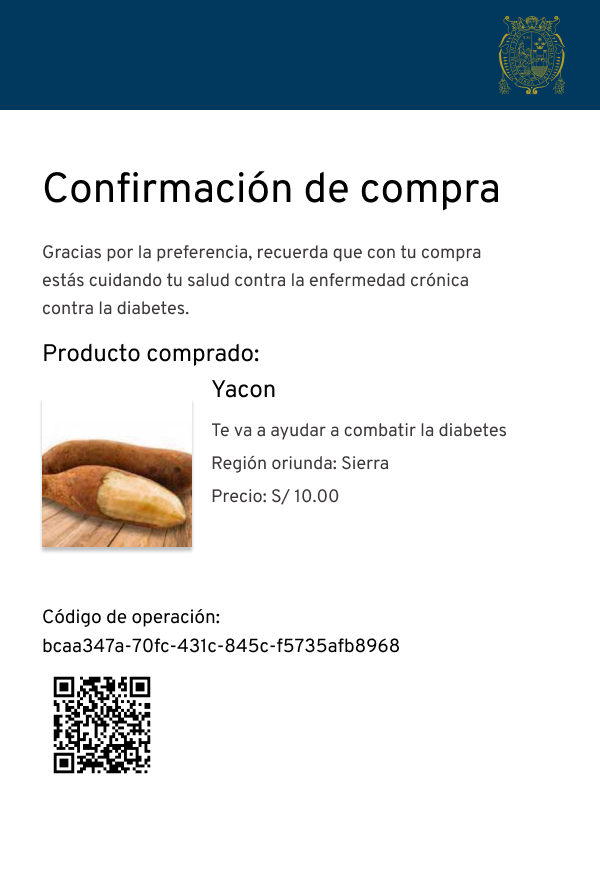 Confirmación de compra
Gracias por la preferencia, recuerda que con tu compra
estás cuidando tu salud contra la enfermedad crónica
contra la diabetes.
Producto comprado:
Yacon
Te va a ayudar a combatir la diabetes
Región oriunda: Sierra
Precio: S/ 10.00
Código de operación:
bcaa347a-70fc-431c-845c-f5735afb8968